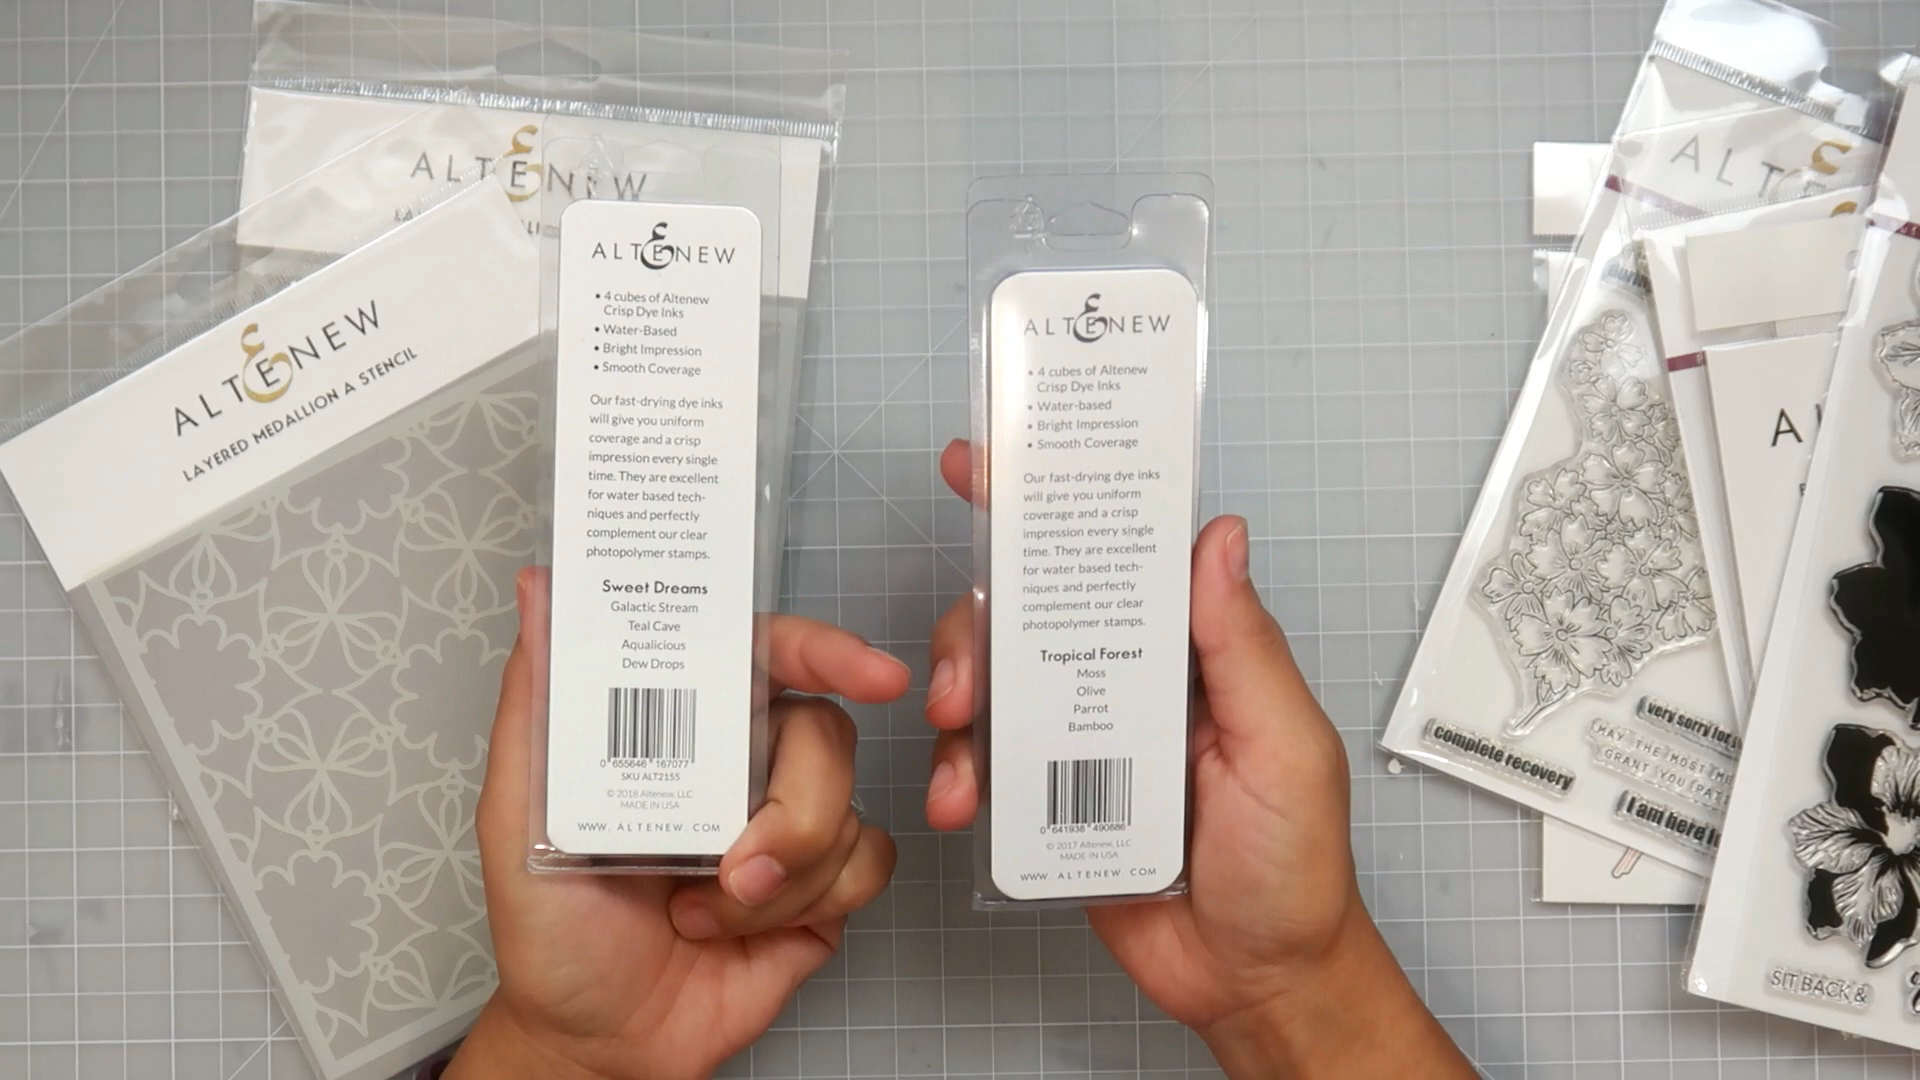 ALTENEW
ALTENEW
LAYERED MEDALLION A STENCIL
ALTENEW
• 4 cubes of Altenew
Crisp Dye Inks
• Water-Based
• Bright Impression
• Smooth Coverage
Our fast-drying dye inks
will give you uniform
coverage and a crisp
impression every single
time. They are excellent
for water based tech-
niques and perfectly
complement our clear
photopolymer stamps.
Sweet Dreams
Galactic Stream
Teal Cave
Aqualicious
Dew Drops
0 655646 167077
SKU ALT2155
© 2018 Altenew, LLC
MADE IN USA
WWW.ALTENEW.COM
ALTENEW
• 4 cubes of Altenew
Crisp Dye Inks
• Water-based
• Bright Impression
• Smooth Coverage
Our fast-drying dye inks
will give you uniform
coverage and a crisp
impression every single
time. They are excellent
for water based tech-
niques and perfectly
complement our clear
photopolymer stamps.
Tropical Forest
Moss
Olive
Parrot
Bamboo
0 641938 490886
© 2017 Altenew, LLC
MADE IN USA
WWW.ALTENEW.COM
complete recovery
very sorry for
MAY THE MOST
GRANT YOU
I am here
SIT BACK &